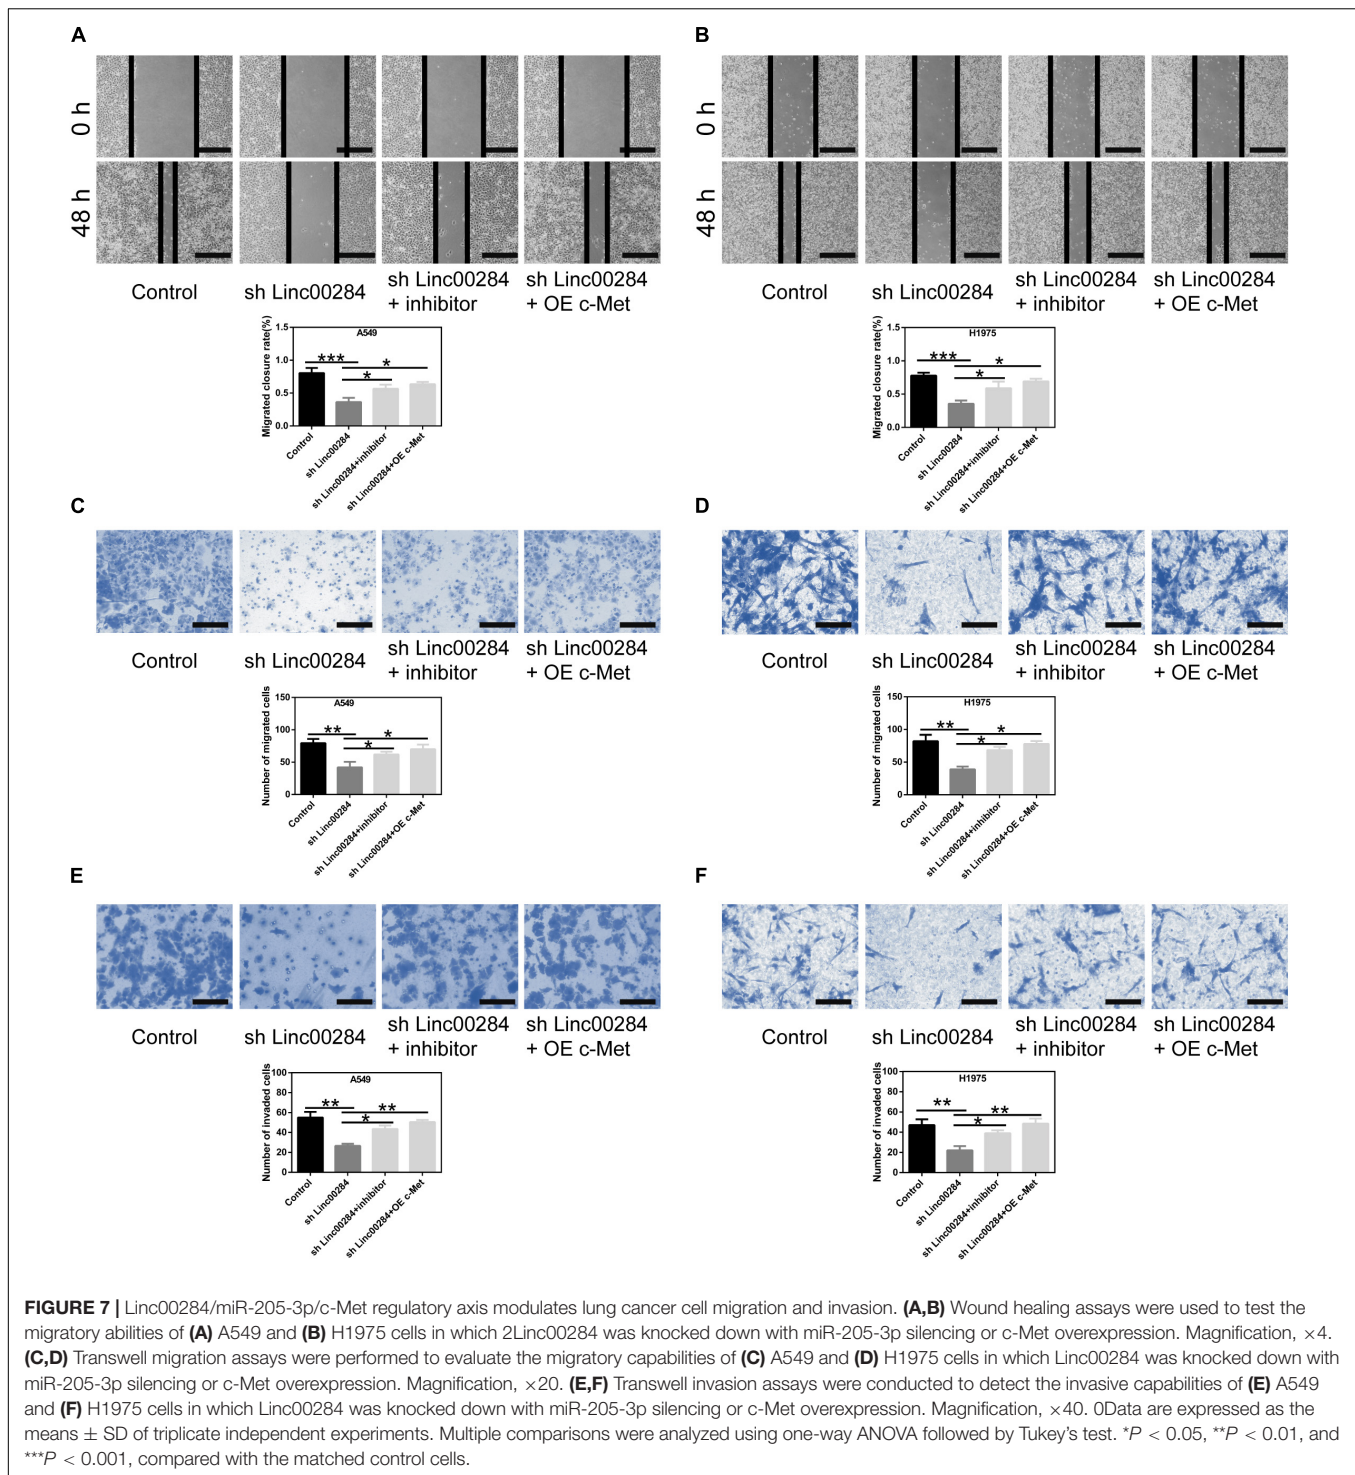 A
B
0 h
0 h
48 h
48 h
Control
sh Linc00284
sh Linc00284
+ inhibitor
sh Linc00284
+ OE c-Met
Control
sh Linc00284
sh Linc00284
+ inhibitor
sh Linc00284
+ OE c-Met
A549
Migrated closure rate(%)
1.5
1.0
0.5
0.0
***
*
*
Control
sh Linc00284
sh Linc00284+inhibitor
sh Linc00284+OE c-Met
H1975
Migrated closure rate(%)
1.5
1.0
0.5
0.0
***
*
*
Control
sh Linc00284
sh Linc00284+inhibitor
sh Linc00284+OE c-Met
C
D
Control
sh Linc00284
sh Linc00284
+ inhibitor
sh Linc00284
+ OE c-Met
Control
sh Linc00284
sh Linc00284
+ inhibitor
sh Linc00284
+ OE c-Met
A549
Number of migrated cells
150
100
50
0
**
*
*
Control
sh Linc00284
sh Linc00284+inhibitor
sh Linc00284+OE c-Met
H1975
Number of migrated cells
150
100
50
0
**
*
*
Control
sh Linc00284
sh Linc00284+inhibitor
sh Linc00284+OE c-Met
E
F
Control
sh Linc00284
sh Linc00284
+ inhibitor
sh Linc00284
+ OE c-Met
Control
sh Linc00284
sh Linc00284
+ inhibitor
sh Linc00284
+ OE c-Met
A549
Number of invaded cells
100
80
60
40
20
0
**
**
*
Control
sh Linc00284
sh Linc00284+inhibitor
sh Linc00284+OE c-Met
H1975
Number of invaded cells
100
80
60
40
20
0
**
**
*
Control
sh Linc00284
sh Linc00284+inhibitor
sh Linc00284+OE c-Met
FIGURE 7 | Linc00284/miR-205-3p/c-Met regulatory axis modulates lung cancer cell migration and invasion. (A,B) Wound healing assays were used to test the
migratory abilities of (A) A549 and (B) H1975 cells in which 2Linc00284 was knocked down with miR-205-3p silencing or c-Met overexpression. Magnification, ×4.
(C,D) Transwell migration assays were performed to evaluate the migratory capabilities of (C) A549 and (D) H1975 cells in which Linc00284 was knocked down with
miR-205-3p silencing or c-Met overexpression. Magnification, ×20. (E,F) Transwell invasion assays were conducted to detect the invasive capabilities of (E) A549
and (F) H1975 cells in which Linc00284 was knocked down with miR-205-3p silencing or c-Met overexpression. Magnification, ×40. 0Data are expressed as the
means ± SD of triplicate independent experiments. Multiple comparisons were analyzed using one-way ANOVA followed by Tukey's test. *P < 0.05, **P < 0.01, and
***P < 0.001, compared with the matched control cells.